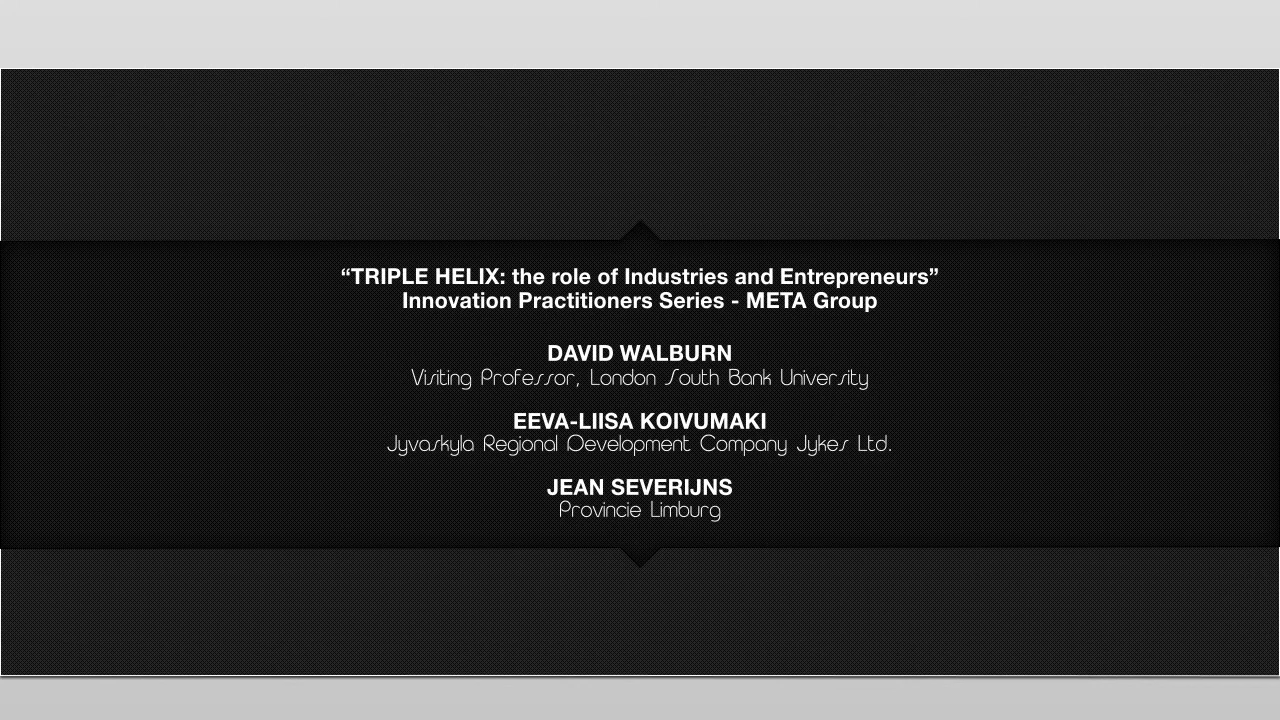 “TRIPLE HELIX: the role of Industries and Entrepreneurs”
Innovation Practitioners Series - META Group
DAVID WALBURN
Visiting Professor, London South Bank University
EEVA-LIISA KOIVUMAKI
Jyvaskyla Regional Development Company Jykes Ltd.
JEAN SEVERIJNS
Provincie Limburg